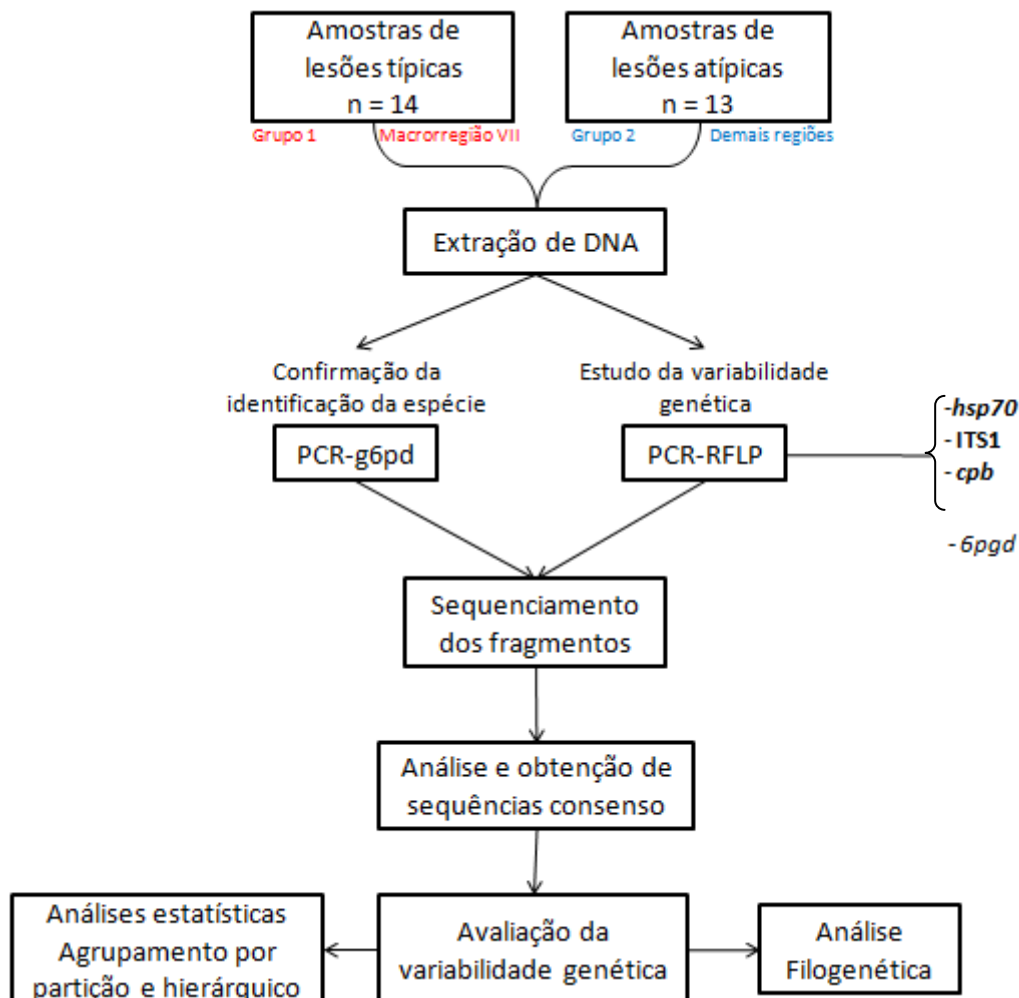 Amostras de
lesões típicas
n = 14
Amostras de
lesões atípicas
n = 13
Grupo 1
Macrorregião VII
Grupo 2
Demais regiões
Extração de DNA
Confirmação da
identificação da espécie
Estudo da variabilidade
genética
PCR-g6pd
PCR-RFLP
-hsp70
- ITS1
- cpb
- 6pgd
Sequenciamento
dos fragmentos
Análise e obtenção de
sequências consenso
Análises estatísticas
Agrupamento por
partição e hierárquico
Avaliação da
variabilidade genética
Análise
Filogenética